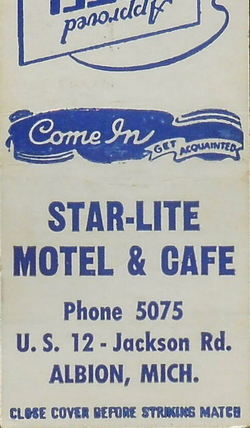 Approved
Come In
GET ACQUAINTED
STAR-LITE
MOTEL & CAFE
Phone 5075
U. S. 12 - Jackson Rd.
ALBION, MICH.
CLOSE COVER BEFORE STRIKING MATCH